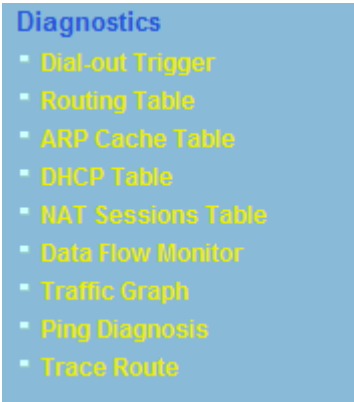 Diagnostics
Dial-out Trigger
Routing Table
ARP Cache Table
DHCP Table
NAT Sessions Table
Data Flow Monitor
Traffic Graph
Ping Diagnosis
Trace Route